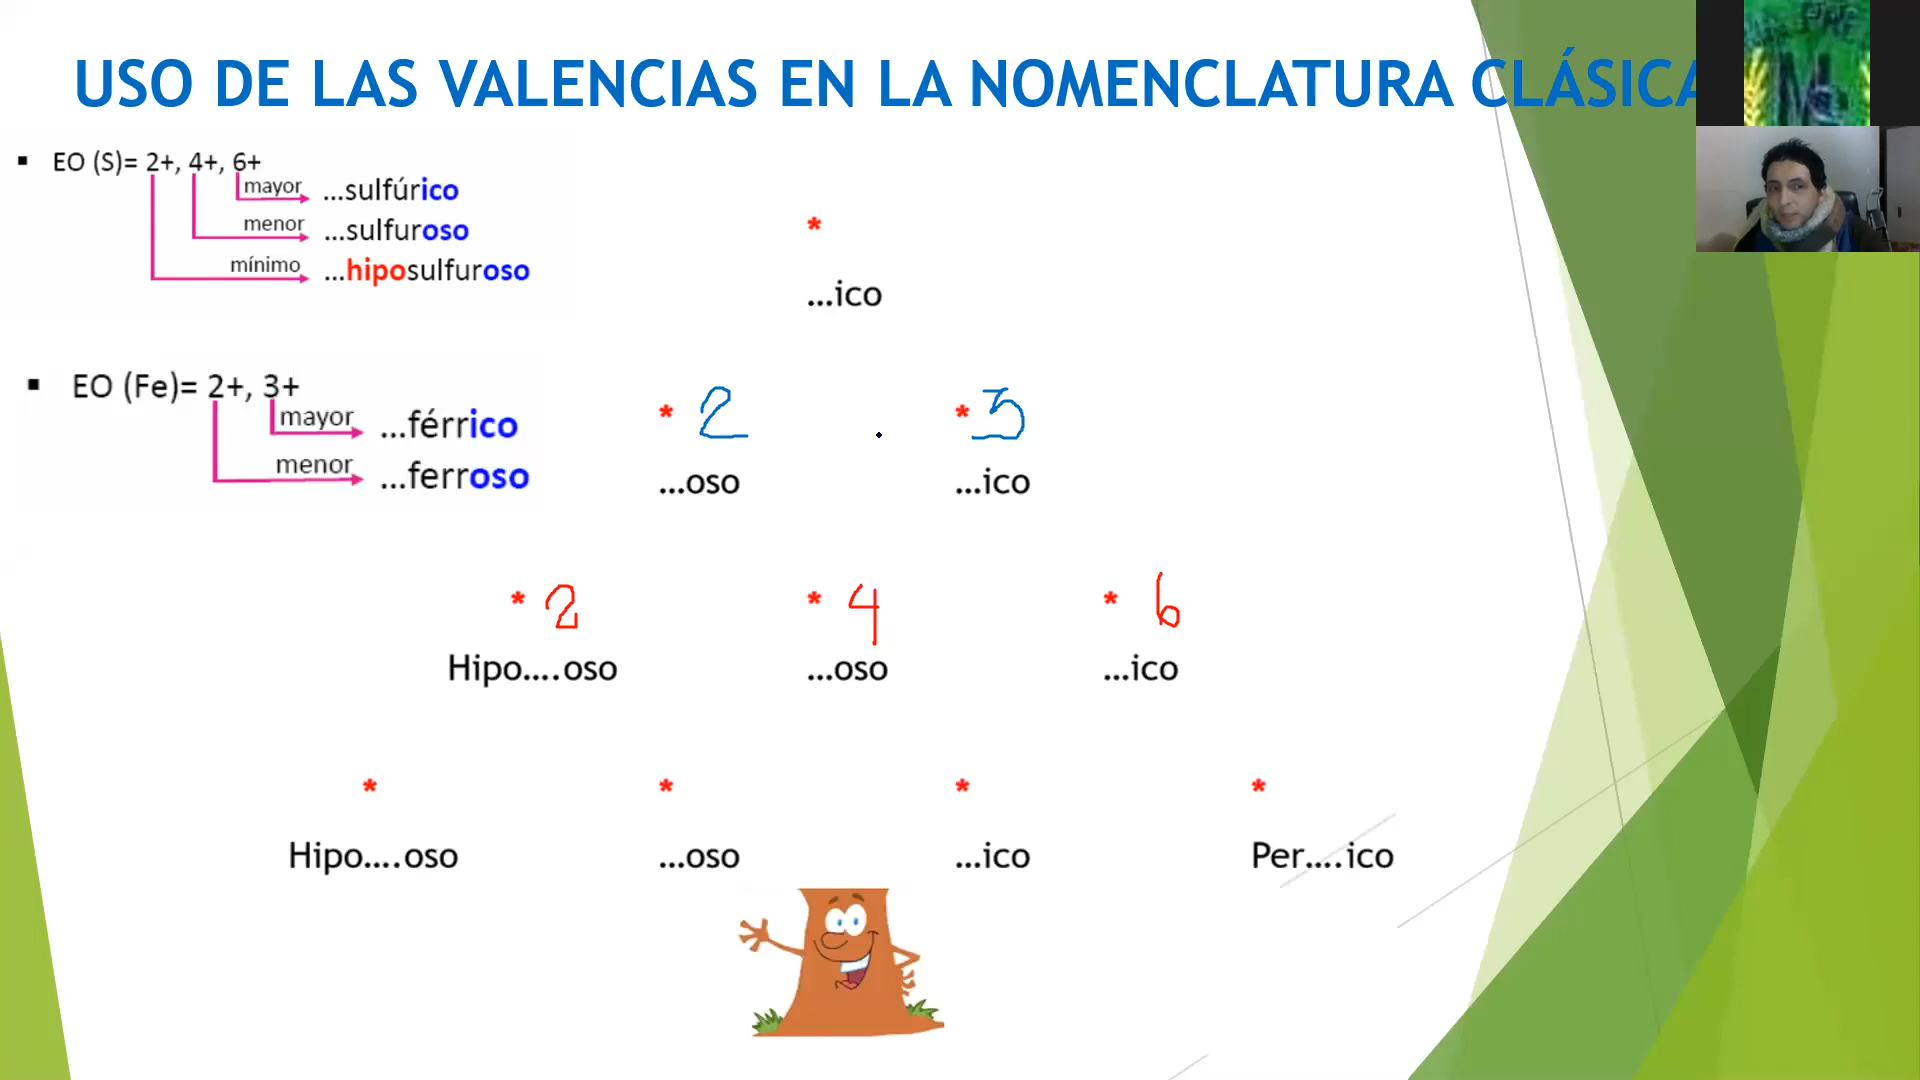 USO DE LAS VALENCIAS EN LA NOMENCLATURA CLÁSICA
▪ EO (S)= 2+, 4+, 6+
mayor ...sulfúrico
menor ...sulfuroso
mínimo ...hiposulfuroso
*
...ico
▪ EO (Fe)= 2+, 3+
mayor ...férrico
menor ...ferroso
* 2 * 3
...oso ...ico
* 2 * 4 * 6
Hipo....oso ...oso ...ico
* * * *
Hipo....oso ...oso ...ico Per....ico